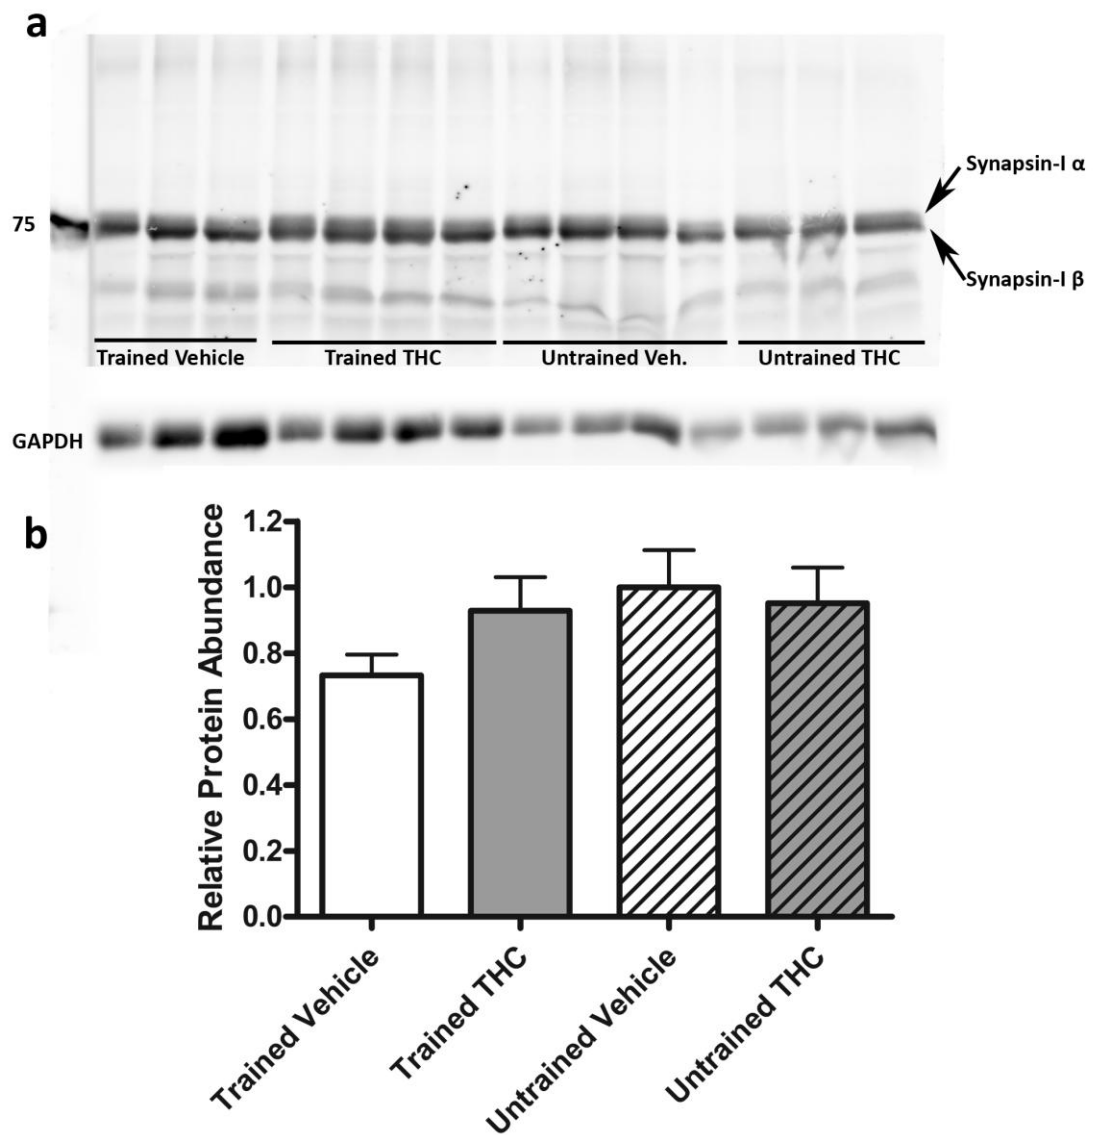 a
Synapsin-I α
75
Synapsin-I β
Trained Vehicle Trained THC Untrained Veh. Untrained THC
GAPDH
b
Relative Protein Abundance
1.2
1.0
0.8
0.6
0.4
0.2
0.0
Trained Vehicle
Trained THC
Untrained Vehicle
Untrained THC